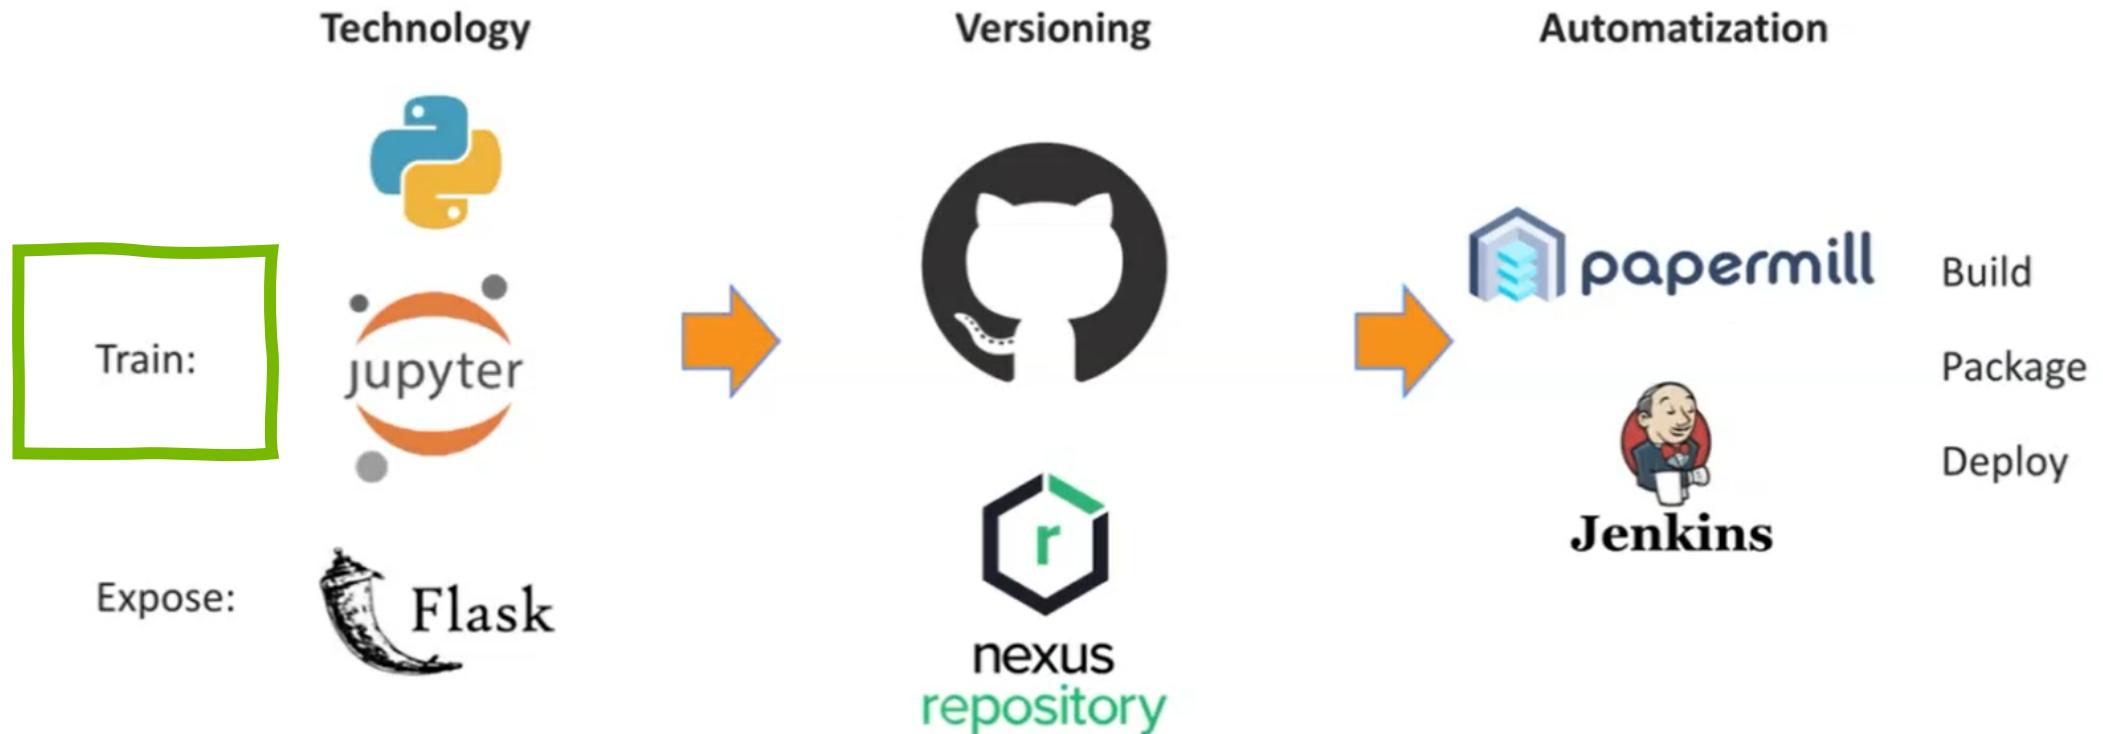 Technology
Versioning
Automatization
Train:
jupyter
papermill
Build
Package
Deploy
Jenkins
Expose:
Flask
r
nexus
repository